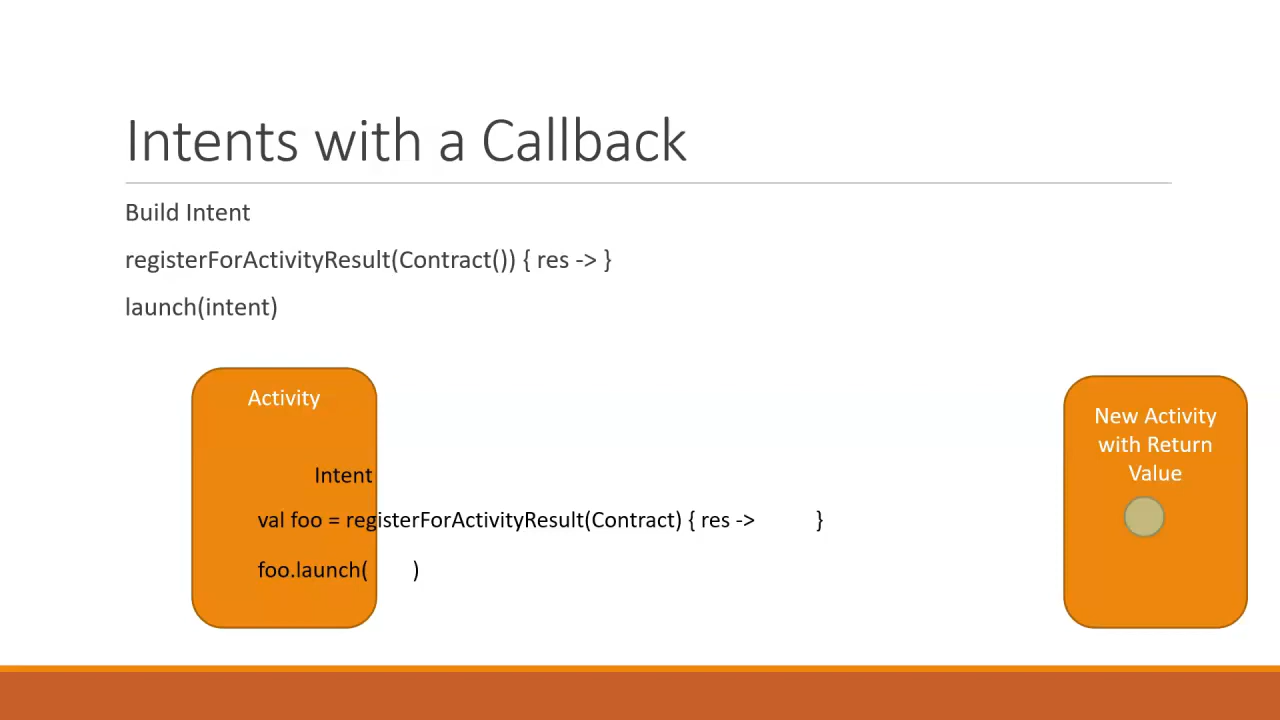 Intents with a Callback
Build Intent
registerForActivityResult(Contract()) { res -> }
launch(intent)
Activity
Intent
val foo = registerForActivityResult(Contract) { res -> }
foo.launch( )
New Activity
with Return
Value